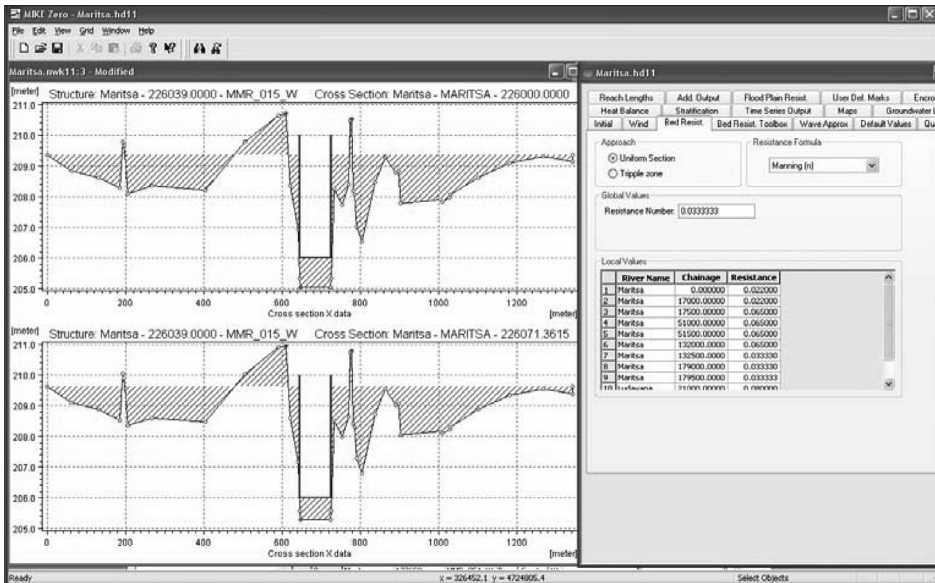 MIKE Zero - Maritsa.hd11
File Edit View Grid Window Help
Maritsa.nwk11:3 - Modified
[meter] Structure: Maritsa - 226039.0000 - MMR_015_W Cross Section: Maritsa - MARITSA - 226000.0000
211.0
210.0
209.0
208.0
207.0
206.0
205.0
0 200 400 600 800 1000 1200
Cross section X data [meter]
[meter] Structure: Maritsa - 226039.0000 - MMR_015_W Cross Section: Maritsa - MARITSA - 226071.3615
211.0
210.0
209.0
208.0
207.0
206.0
205.0
0 200 400 600 800 1000 1200
Cross section X data [meter]
Maritsa.hd11
Reach Lengths Add. Output Flood Plain Resist. User Def. Marks Encro
Heat Balance Stratification Time Series Output Maps Groundwater L
Initial Wind Bed Resist. Bed Resist. Toolbox Wave Approx Default Values Qu
Approach
Uniform Section
Tripple zone
Resistance Formula
Manning (n)
Global Values
Resistance Number: 0.0333333
Local Values
River Name Chainage Resistance
1 Maritsa 0.000000 0.022000
2 Maritsa 17000.00000 0.022000
3 Maritsa 17500.00000 0.065000
4 Maritsa 51000.00000 0.065000
5 Maritsa 51500.00000 0.065000
6 Maritsa 132000.0000 0.065000
7 Maritsa 132500.0000 0.033330
8 Maritsa 179000.0000 0.033330
9 Maritsa 179500.0000 0.033333
10 21000.00000 0.080000
Ready x = 326452.1 y = 4724805.4 Select Objects